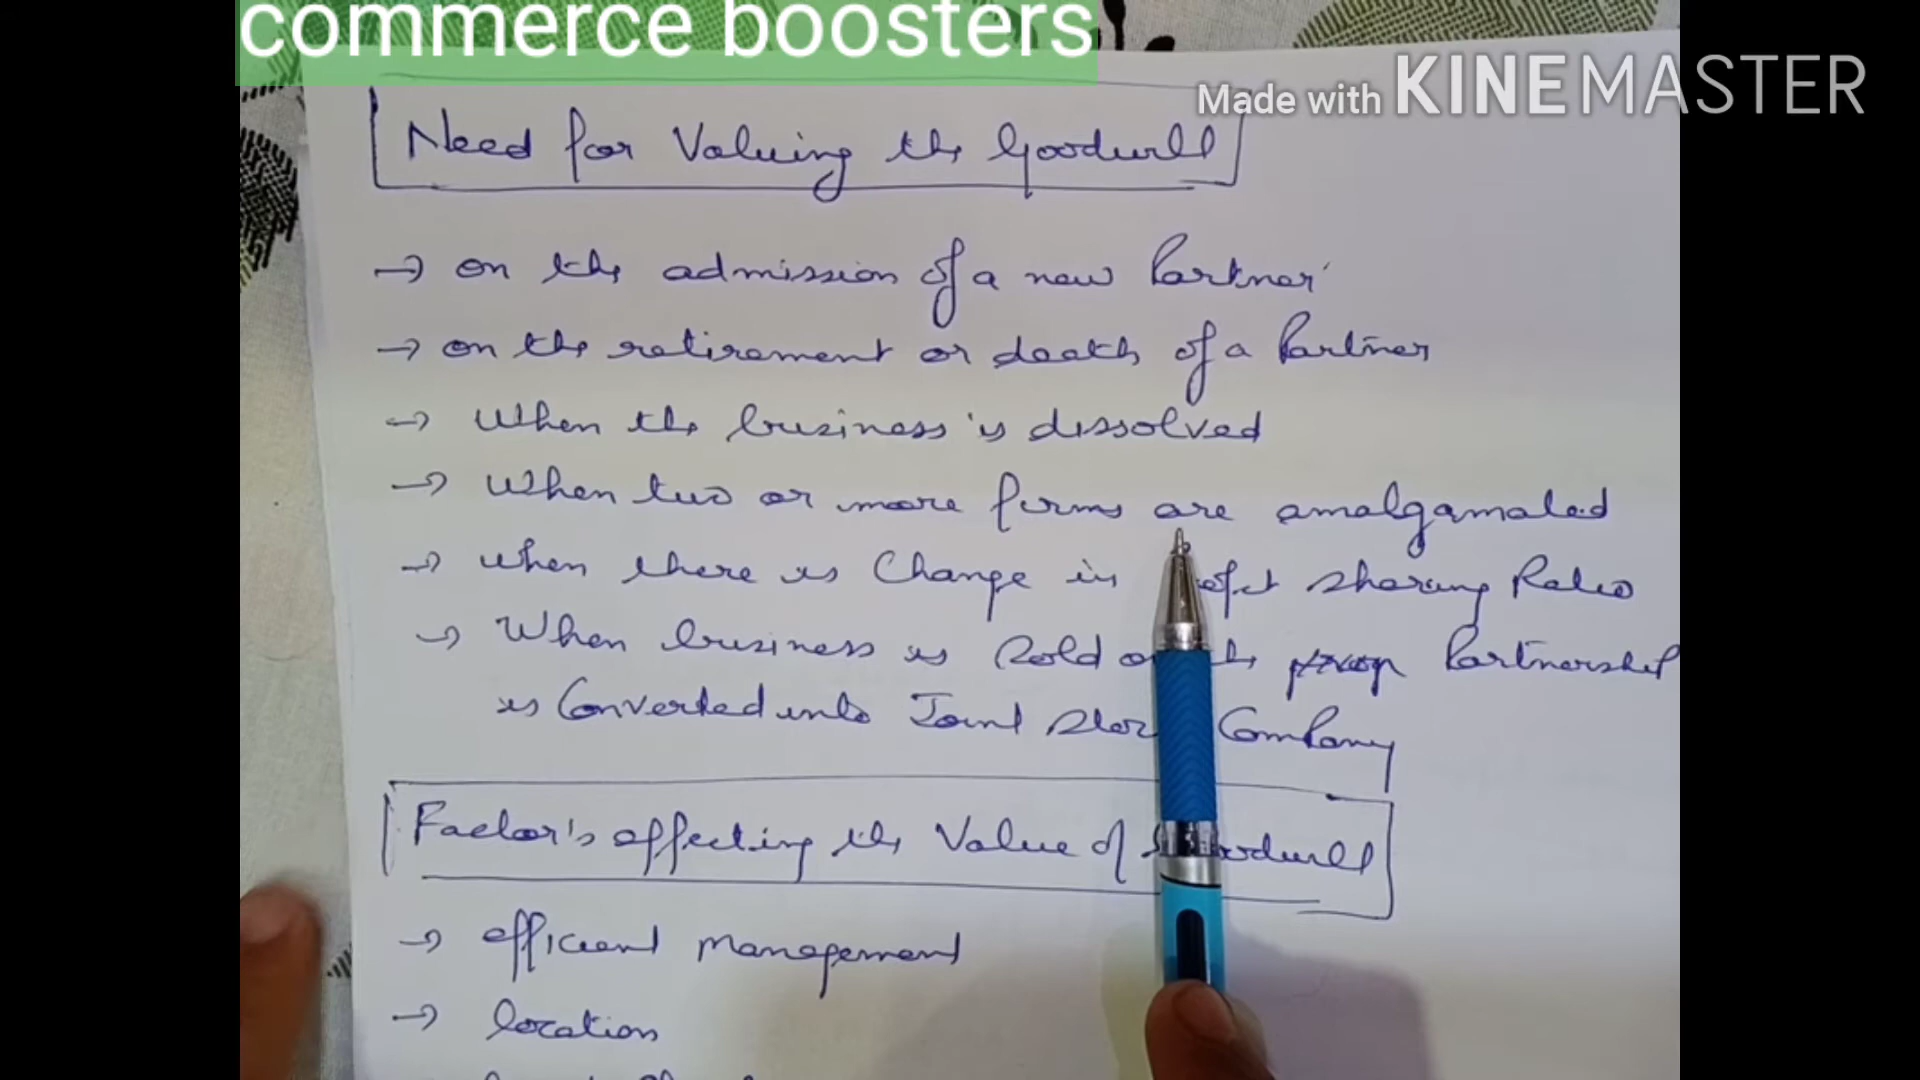 commerce boosters
Made with KINEMASTER
Need for Valuing the Goodwill
→ on the admission of a new Partner
→ on the retirement or death of a Partner
→ When the business is dissolved
→ When two or more firms are amalgamated
→ when there is Change in Profit sharing Ratio
→ When business is Sold or the Partnership
is Converted into Joint Stock Company
Factor's affecting the Value of Goodwill
→ efficient management
→ location